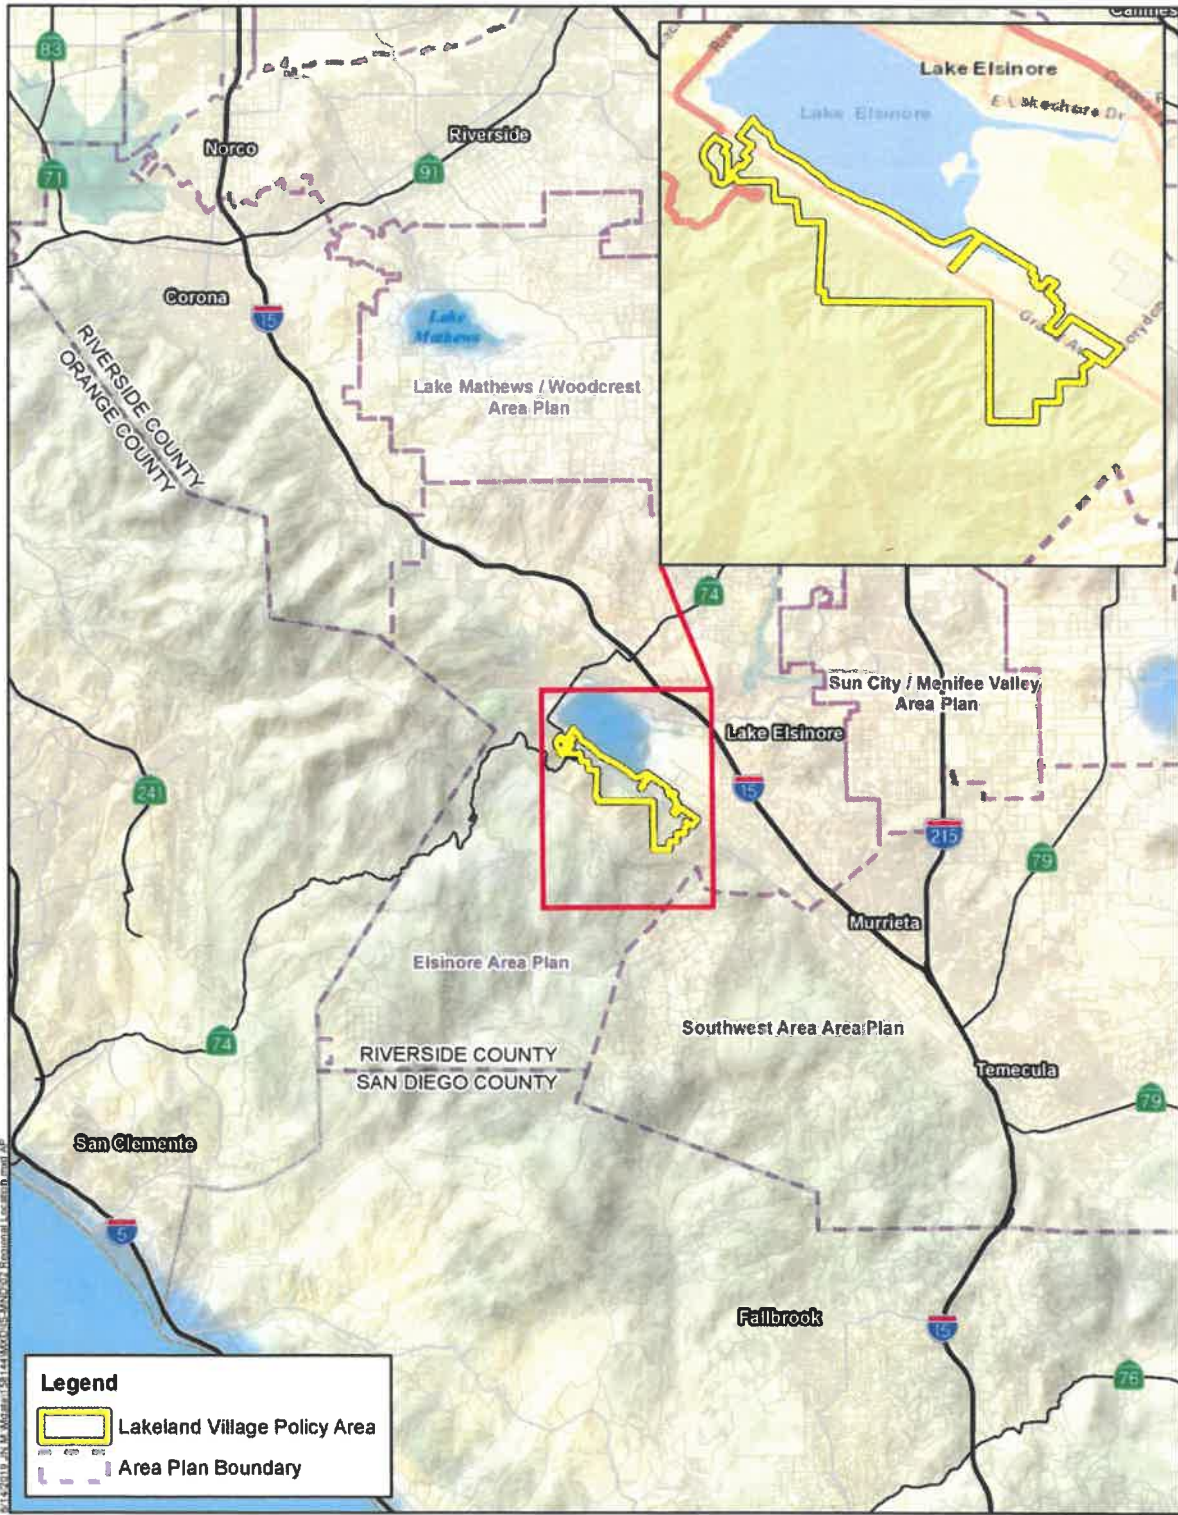 83
71
Norco
Riverside
91
Corona
15
Lake
Mathews
Lake Mathews / Woodcrest
Area Plan
RIVERSIDE COUNTY
ORANGE COUNTY
Lake Elsinore
Lake Elsinore
Dr
74
Sun City / Menifee Valley
Area Plan
Lake Elsinore
15
241
215
79
Murrieta
Elsinore Area Plan
Southwest Area Area Plan
74
RIVERSIDE COUNTY
SAN DIEGO COUNTY
Temecula
79
San Clemente
5
Fallbrook
15
76
Legend
Lakeland Village Policy Area
Area Plan Boundary